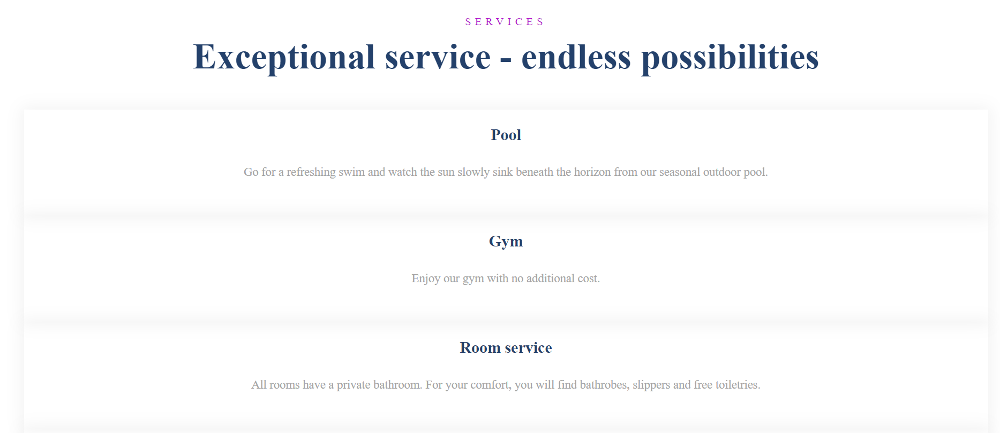 SERVICES
Exceptional service - endless possibilities
Pool
Go for a refreshing swim and watch the sun slowly sink beneath the horizon from our seasonal outdoor pool.
Gym
Enjoy our gym with no additional cost.
Room service
All rooms have a private bathroom. For your comfort, you will find bathrobes, slippers and free toiletries.